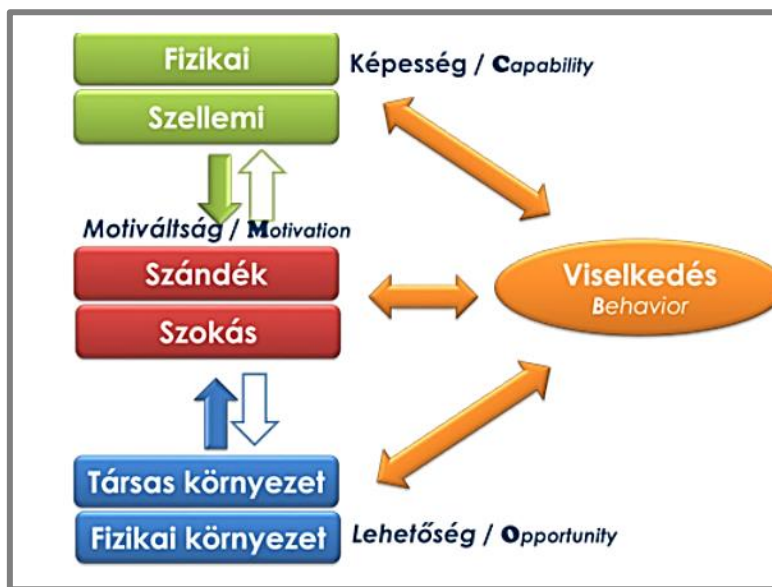 Fizikai
Képesség / Capability
Szellemi
Motiváltság / Motivation
Szándék
Szokás
Viselkedés
Behavior
Társas környezet
Fizikai környezet
Lehetőség / Opportunity